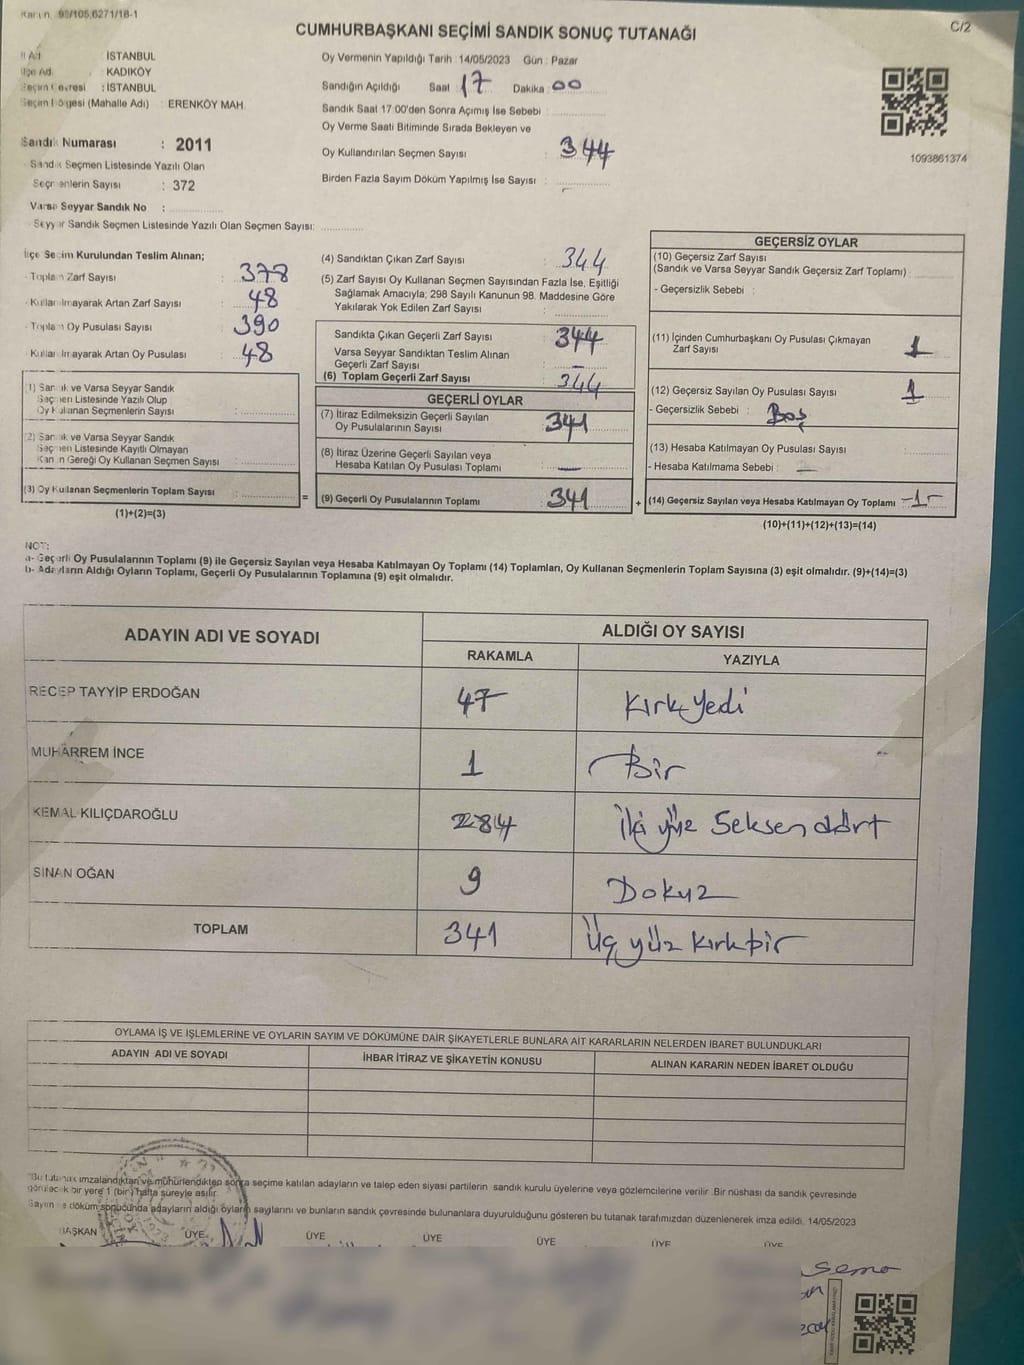 98/105,6271/18-1
C/2
CUMHURBAŞKANI SEÇİMİ SANDIK SONUÇ TUTANAĞI
İl Adı : İSTANBUL
İlçe Adı : KADIKÖY
Seçim Çevresi : İSTANBUL
Seçim Bölgesi (Mahalle Adı) : ERENKÖY MAH.
Sandık Numarası : 2011
Sandık Seçmen Listesinde Yazılı Olan
Seçmenlerin Sayısı : 372
Varsa Seyyar Sandık No :
Seyyar Sandık Seçmen Listesinde Yazılı Olan Seçmen Sayısı:
Oy Vermenin Yapıldığı Tarih : 14/05/2023 Gün : Pazar
Sandığın Açıldığı Saat 17 Dakika 00
Sandık Saat 17:00'den Sonra Açımış İse Sebebi :
Oy Verme Saati Bitiminde Sırada Bekleyen ve
Oy Kullandırılan Seçmen Sayısı : 344
Birden Fazla Sayım Döküm Yapılmış İse Sayısı :
1093861374
İlçe Seçim Kurulundan Teslim Alınan;
- Toplam Zarf Sayısı : 378
- Kullanılmayarak Artan Zarf Sayısı : 48
- Toplam Oy Pusulası Sayısı : 390
- Kullanılmayarak Artan Oy Pusulası : 48
(1) Sandık ve Varsa Seyyar Sandık
Seçmen Listesinde Yazılı Olup
Oy Kullanan Seçmenlerin Sayısı :
(2) Sandık ve Varsa Seyyar Sandık
Seçmen Listesinde Kayıtlı Olmayan
Kanun Gereği Oy Kullanan Seçmen Sayısı :
(3) Oy Kullanan Seçmenlerin Toplam Sayısı :
(1)+(2)=(3)
=
(4) Sandıktan Çıkan Zarf Sayısı : 344
(5) Zarf Sayısı Oy Kullanan Seçmen Sayısından Fazla İse, Eşitliği
Sağlamak Amacıyla; 298 Sayılı Kanunun 98. Maddesine Göre
Yakılarak Yok Edilen Zarf Sayısı :
Sandıkta Çıkan Geçerli Zarf Sayısı : 344
Varsa Seyyar Sandıktan Teslim Alınan
Geçerli Zarf Sayısı : —
(6) Toplam Geçerli Zarf Sayısı : 344
GEÇERLİ OYLAR
(7) İtiraz Edilmeksizin Geçerli Sayılan
Oy Pusulalarının Sayısı : 341
(8) İtiraz Üzerine Geçerli Sayılan veya
Hesaba Katılan Oy Pusulası Toplamı : —
(9) Geçerli Oy Pusulalarının Toplamı : 341
+
GEÇERSİZ OYLAR
(10) Geçersiz Zarf Sayısı
(Sandık ve Varsa Seyyar Sandık Geçersiz Zarf Toplamı) :
- Geçersizlik Sebebi :
(11) İçinden Cumhurbaşkanı Oy Pusulası Çıkmayan
Zarf Sayısı : 1
(12) Geçersiz Sayılan Oy Pusulası Sayısı : 1
- Geçersizlik Sebebi : Boş
(13) Hesaba Katılmayan Oy Pusulası Sayısı :
- Hesaba Katılmama Sebebi : —
(14) Geçersiz Sayılan veya Hesaba Katılmayan Oy Toplamı -1-
(10)+(11)+(12)+(13)=(14)
NOT:
a- Geçerli Oy Pusulalarının Toplamı (9) ile Geçersiz Sayılan veya Hesaba Katılmayan Oy Toplamı (14) Toplamları, Oy Kullanan Seçmenlerin Toplam Sayısına (3) eşit olmalıdır. (9)+(14)=(3)
b- Adayların Aldığı Oyların Toplamı, Geçerli Oy Pusulalarının Toplamına (9) eşit olmalıdır.
ADAYIN ADI VE SOYADI
ALDIĞI OY SAYISI
RAKAMLA YAZIYLA
RECEP TAYYİP ERDOĞAN 47 Kırk Yedi
MUHARREM İNCE 1 Bir
KEMAL KILIÇDAROĞLU 284 İki yüz Seksen dört
SİNAN OĞAN 9 Dokuz
TOPLAM 341 Üç yüz Kırk bir
OYLAMA İŞ VE İŞLEMLERİNE VE OYLARIN SAYIM VE DÖKÜMÜNE DAİR ŞİKAYETLERLE BUNLARA AİT KARARLARIN NELERDEN İBARET BULUNDUKLARI
ADAYIN ADI VE SOYADI İHBAR İTİRAZ VE ŞİKAYETİN KONUSU ALINAN KARARIN NEDEN İBARET OLDUĞU
"Bu tutanak imzalandıktan ve mühürlendikten sonra seçime katılan adayların ve talep eden siyasi partilerin sandık kurulu üyelerine veya gözlemcilerine verilir. Bir nüshası da sandık çevresinde
görülecek bir yere 1 (bir) hafta süreyle asılır.
Sayım ve döküm sonucunda adayların aldığı oyların sayılarını ve bunların sandık çevresinde bulunanlara duyurulduğunu gösteren bu tutanak tarafımızdan düzenlenerek imza edildi. 14/05/2023
BAŞKAN ÜYE ÜYE ÜYE ÜYE ÜYE ÜYE